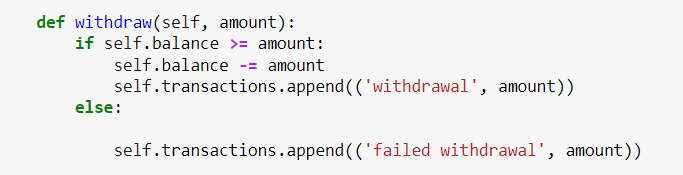 def withdraw(self, amount):
    if self.balance >= amount:
        self.balance -= amount
        self.transactions.append(('withdrawal', amount))
    else:
        self.transactions.append(('failed withdrawal', amount))